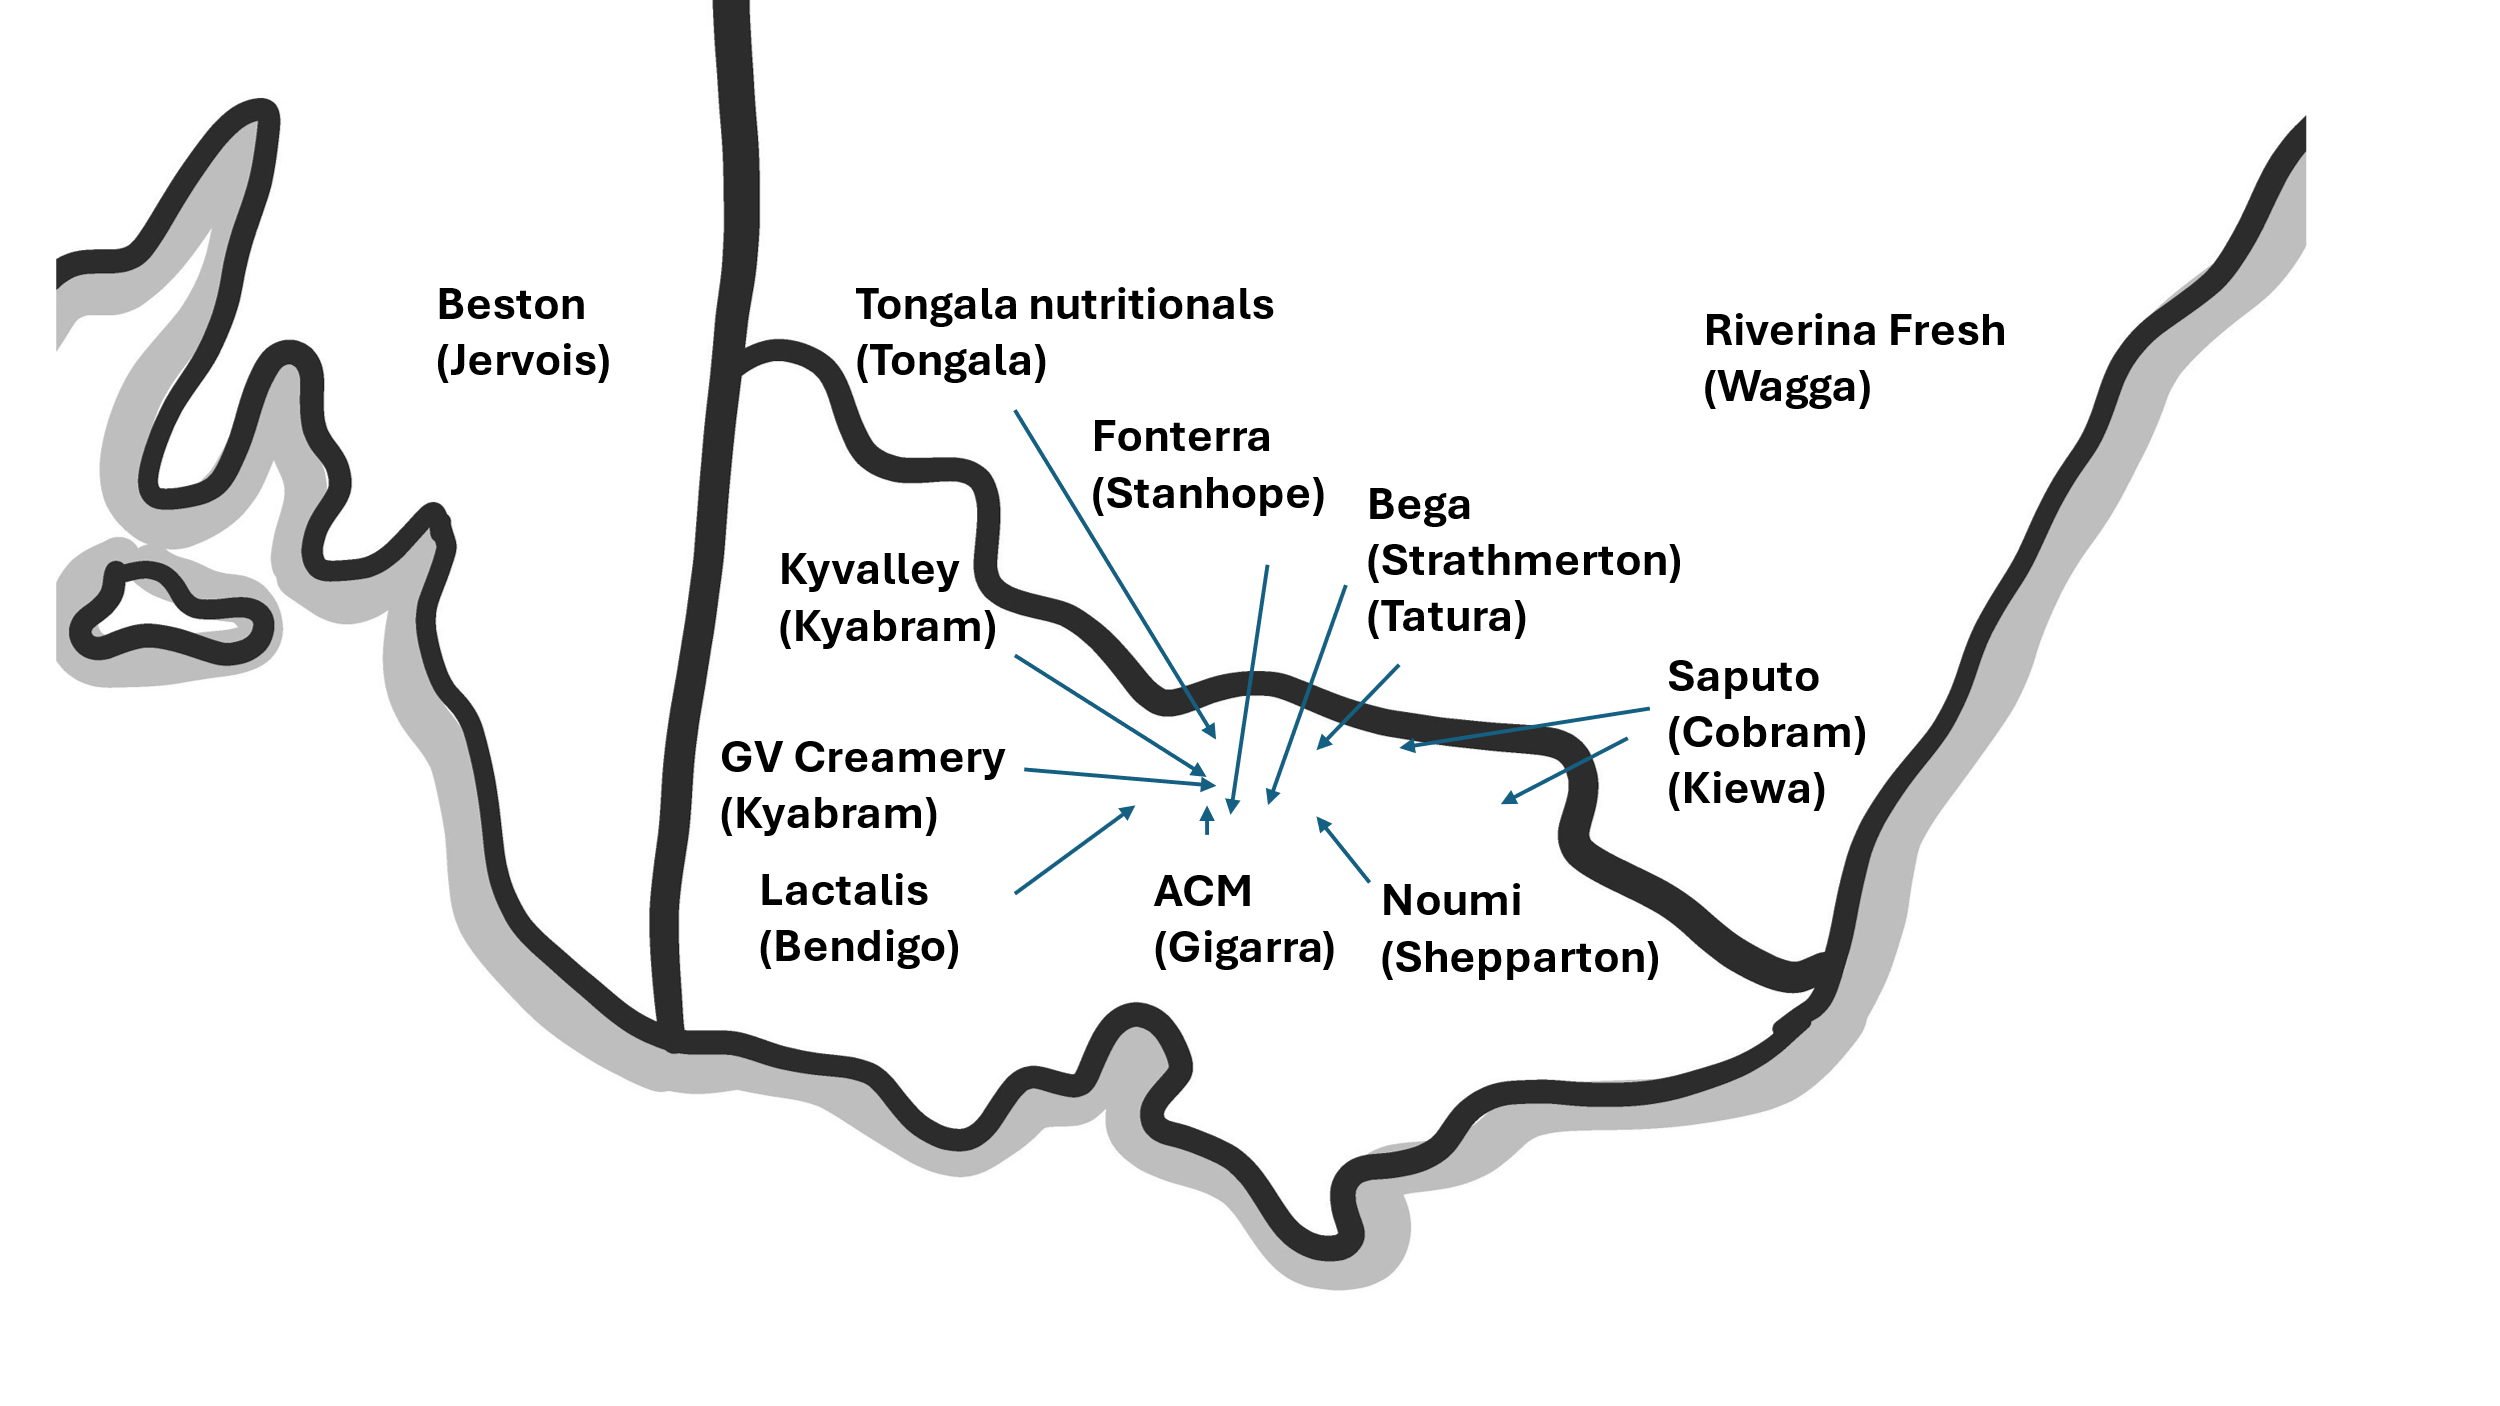 Beston
(Jervois)
Tongala nutritionals
(Tongala)
Riverina Fresh
(Wagga)
Fonterra
(Stanhope)
Bega
(Strathmerton)
(Tatura)
Kyvalley
(Kyabram)
Saputo
(Cobram)
(Kiewa)
GV Creamery
(Kyabram)
Lactalis
(Bendigo)
ACM
(Gigarra)
Noumi
(Shepparton)